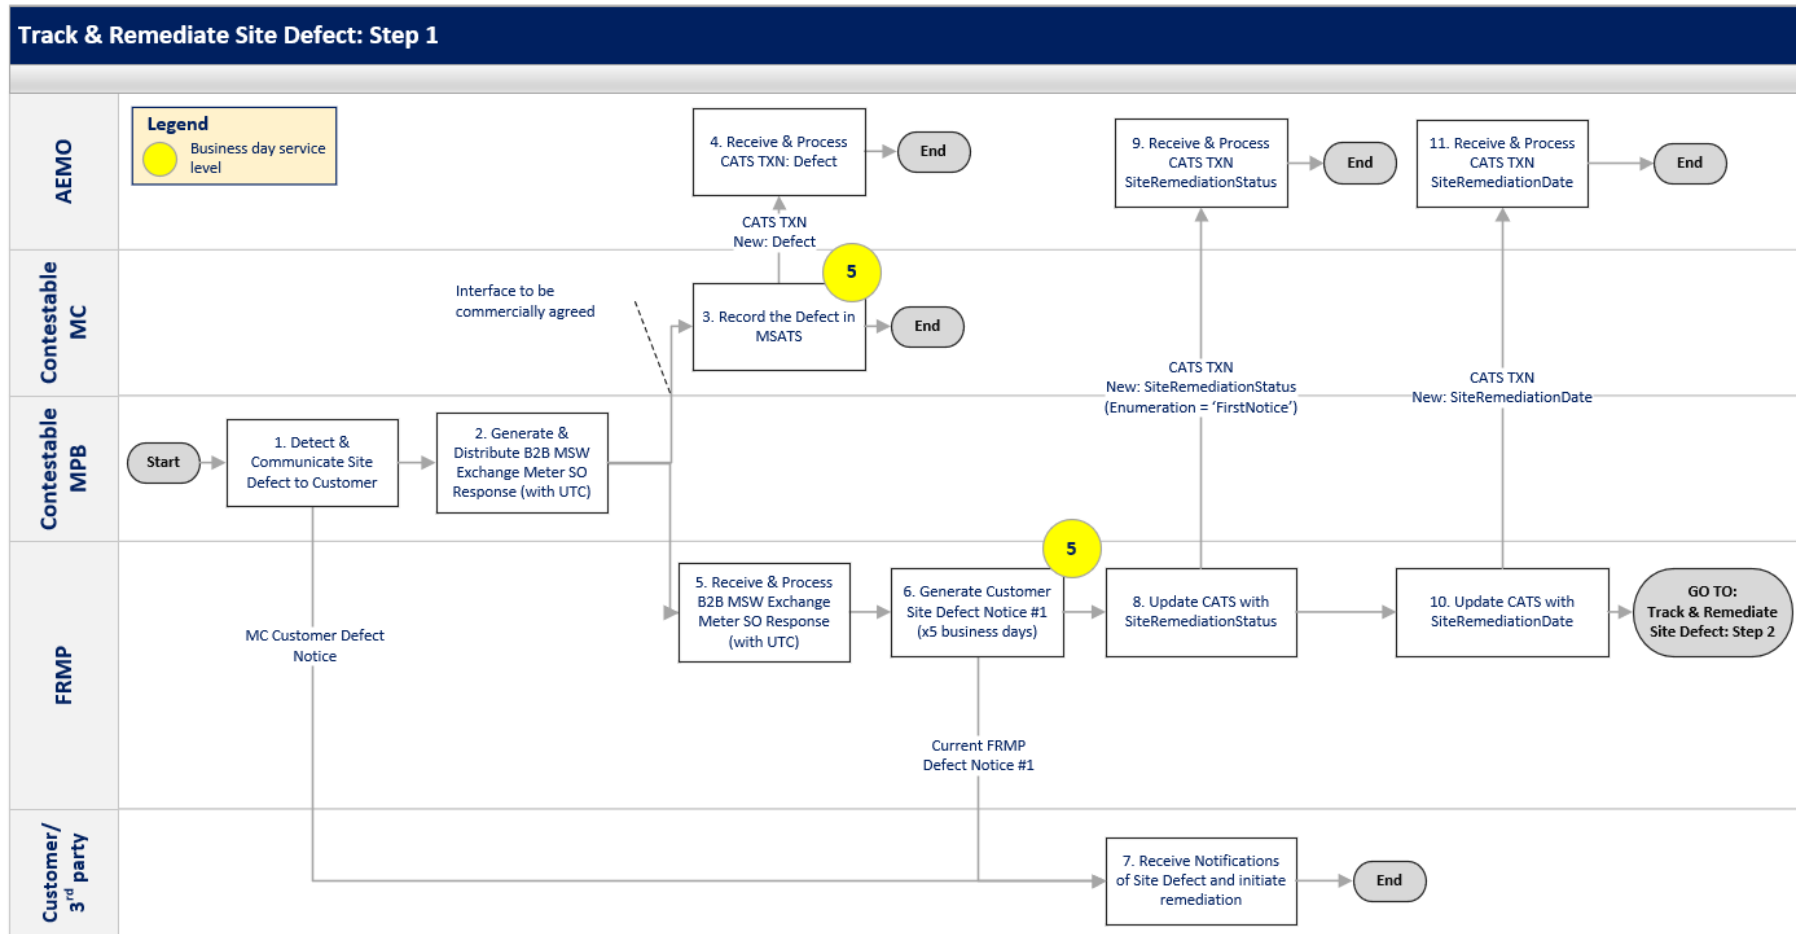 Track & Remediate Site Defect: Step 1
AEMO
Legend
Business day service
level
4. Receive & Process
CATS TXN: Defect
End
9. Receive & Process
CATS TXN
SiteRemediationStatus
End
11. Receive & Process
CATS TXN
SiteRemediationDate
End
CATS TXN
New: Defect
Contestable
MC
Interface to be
commercially agreed
5
3. Record the Defect in
MSATS
End
CATS TXN
New: SiteRemediationStatus
(Enumeration = ‘FirstNotice’)
CATS TXN
New: SiteRemediationDate
Contestable
MPB
Start
1. Detect &
Communicate Site
Defect to Customer
2. Generate &
Distribute B2B MSW
Exchange Meter SO
Response (with UTC)
FRMP
5
5. Receive & Process
B2B MSW Exchange
Meter SO Response
(with UTC)
6. Generate Customer
Site Defect Notice #1
(x5 business days)
8. Update CATS with
SiteRemediationStatus
10. Update CATS with
SiteRemediationDate
GO TO:
Track & Remediate
Site Defect: Step 2
MC Customer Defect
Notice
Current FRMP
Defect Notice #1
Customer/
3rd party
7. Receive Notifications
of Site Defect and initiate
remediation
End